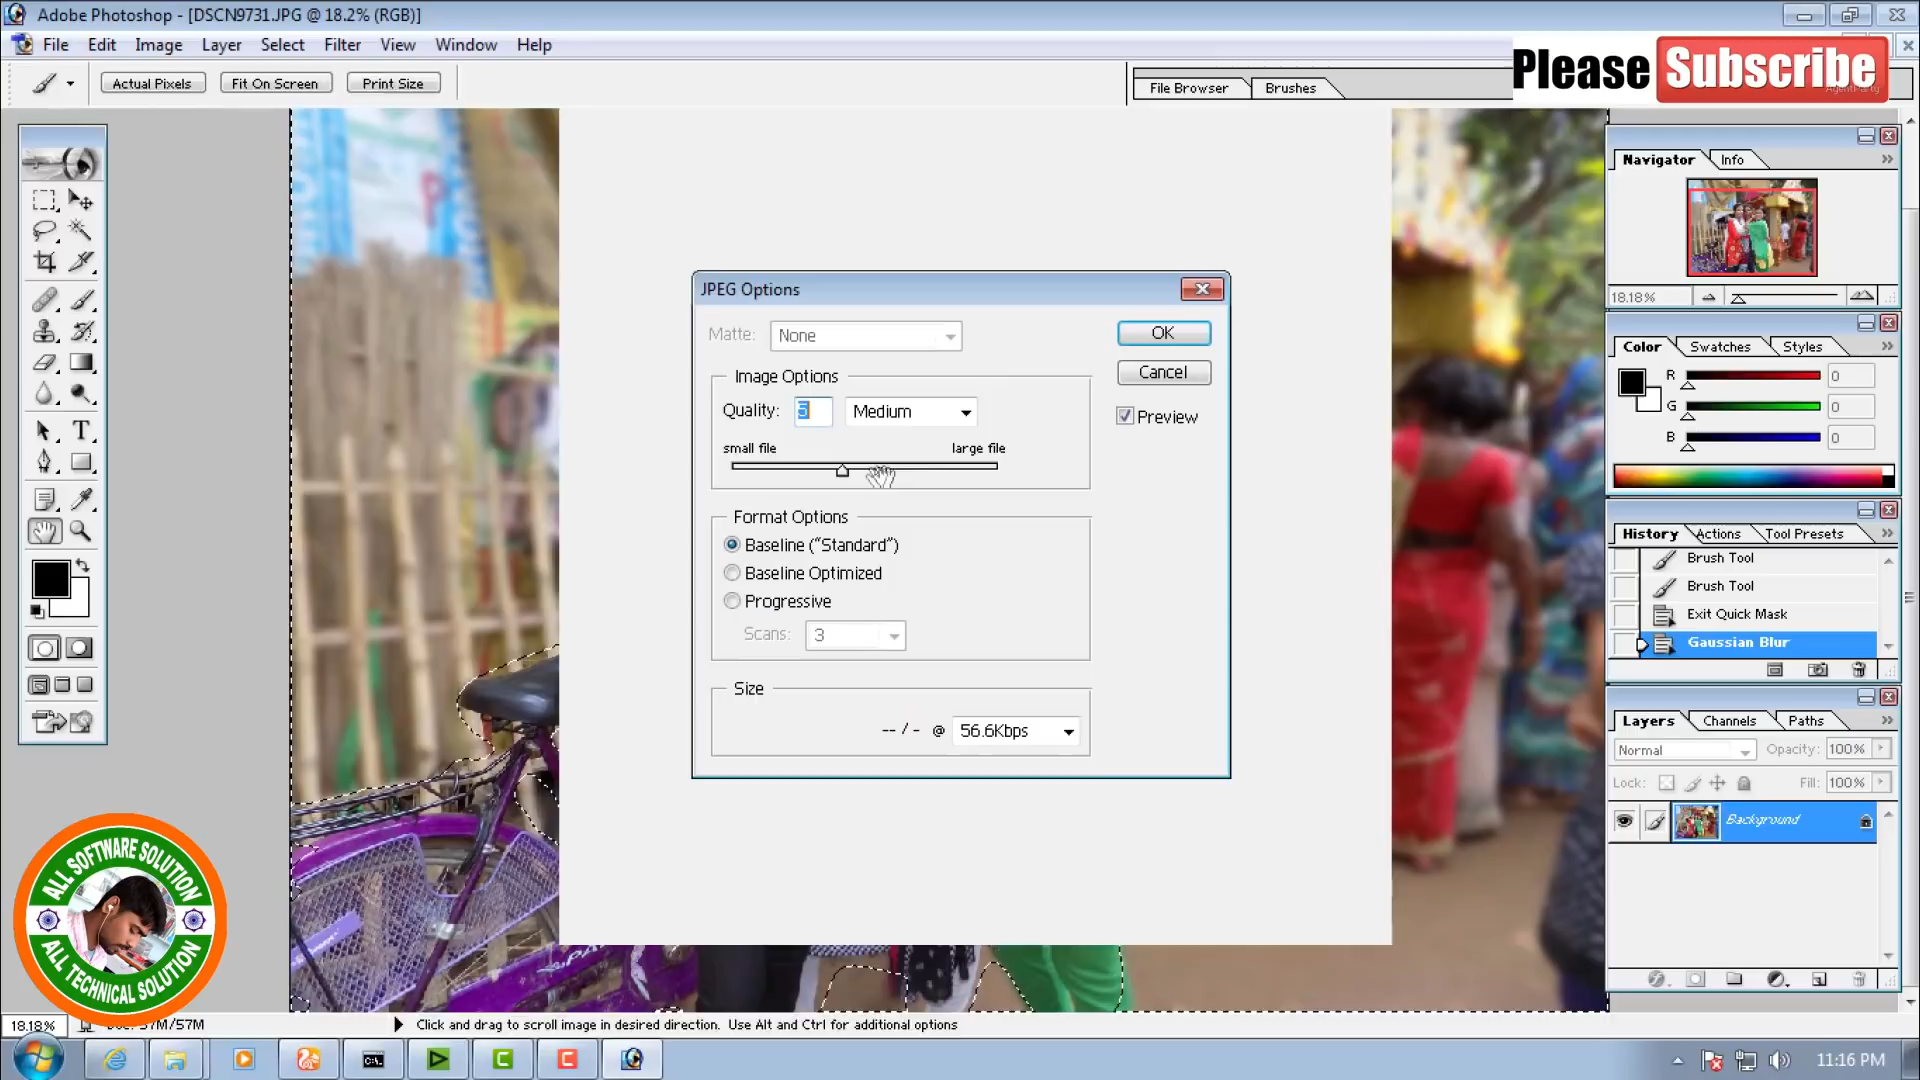 Adobe Photoshop - [DSCN9731.JPG @ 18.2% (RGB)]
File Edit Image Layer Select Filter View Window Help
Please Subscribe
Actual Pixels Fit On Screen Print Size
File Browser Brushes
Navigator Info
18.18%
Color Swatches Styles
R 0
G 0
B 0
History Actions Tool Presets
Brush Tool
Brush Tool
Exit Quick Mask
Gaussian Blur
Layers Channels Paths
Normal Opacity: 100%
Lock: Fill: 100%
Background
JPEG Options
Matte: None
OK
Cancel
Preview
Image Options
Quality: 5 Medium
small file large file
Format Options
Baseline (“Standard”)
Baseline Optimized
Progressive
Scans: 3
Size
-- / - @ 56.6Kbps
ALL SOFTWARE SOLUTION
ALL TECHNICAL SOLUTION
18.18% Click and drag to scroll image in desired direction. Use Alt and Ctrl for additional options
11:16 PM